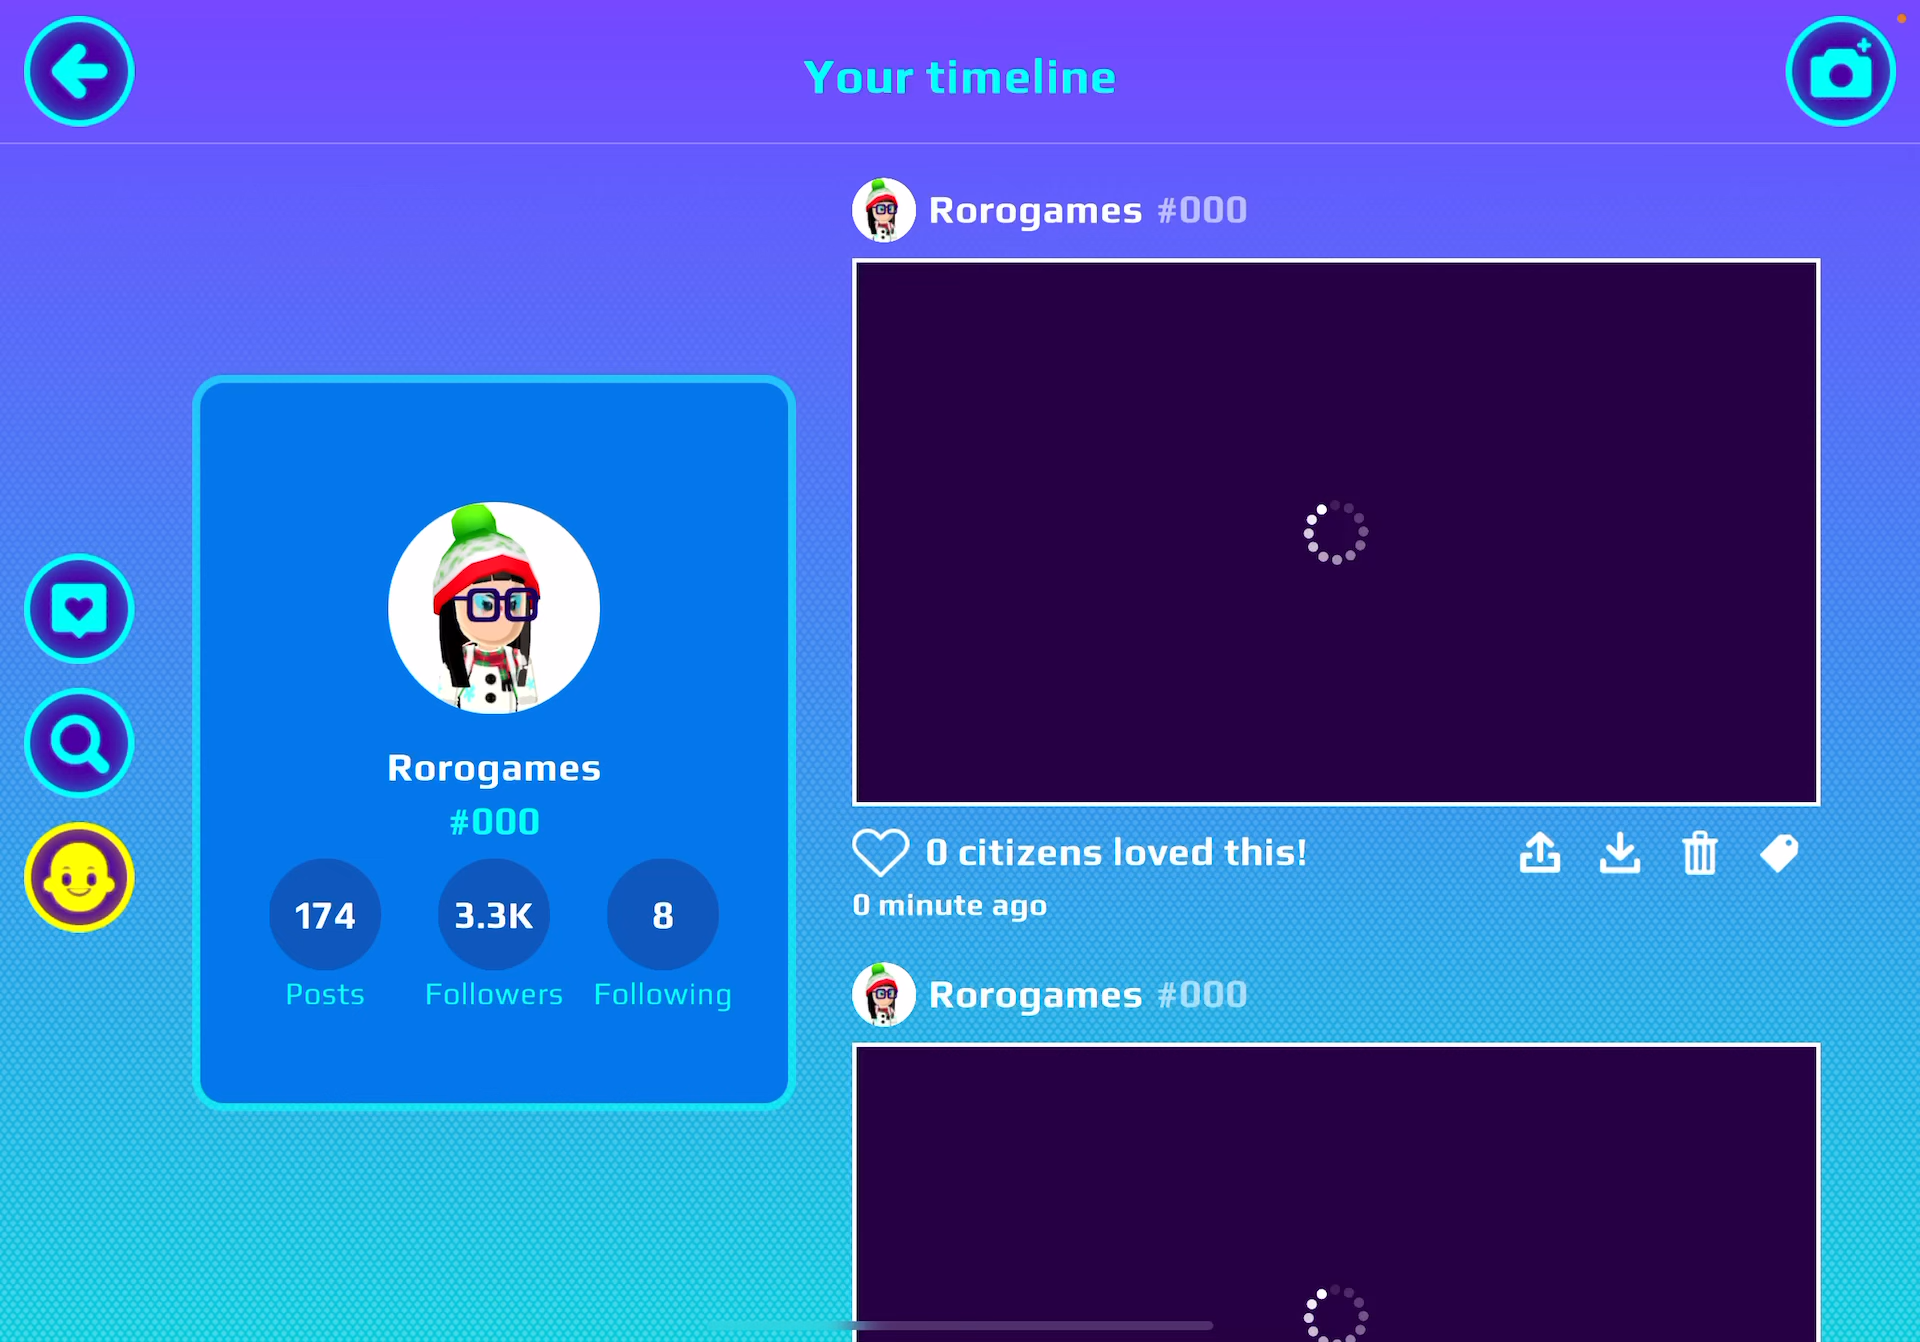 Your timeline
Rorogames #000
Rorogames
#000
174
3.3K
8
Posts
Followers
Following
0 citizens loved this!
0 minute ago
Rorogames #000